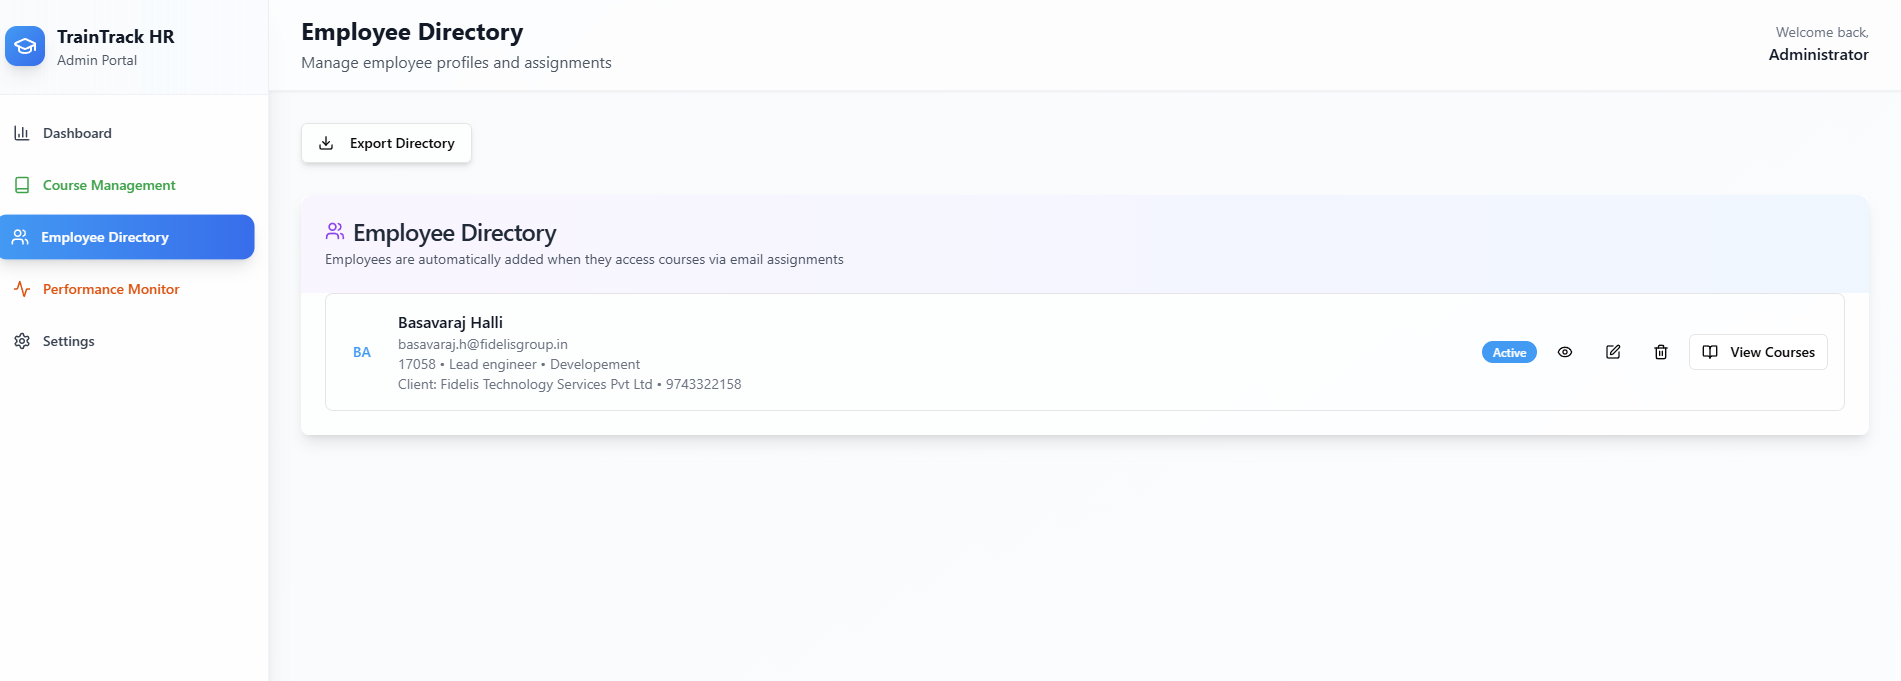 TrainTrack HR
Admin Portal
Dashboard
Course Management
Employee Directory
Performance Monitor
Settings
Employee Directory
Manage employee profiles and assignments
Welcome back,
Administrator
Export Directory
Employee Directory
Employees are automatically added when they access courses via email assignments
BA
Basavaraj Halli
basavaraj.h@fidelisgroup.in
17058 • Lead engineer • Developement
Client: Fidelis Technology Services Pvt Ltd • 9743322158
Active
View Courses